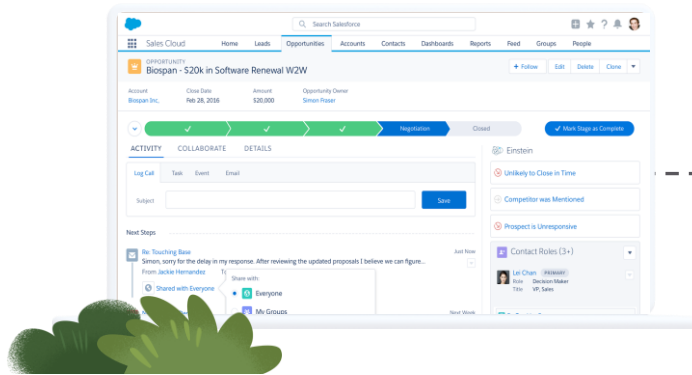 Search Salesforce
Sales Cloud Home Leads Opportunities Accounts Contacts Dashboards Reports Feed Groups People
OPPORTUNITY
Biospan - $20k in Software Renewal W2W
+ Follow Edit Delete Clone
Account Close Date Amount Opportunity Owner
Biospan Inc. Feb 28, 2016 $20,000 Simon Fraser
Negotiation Closed Mark Stage as Complete
ACTIVITY COLLABORATE DETAILS
Einstein
Log Call Task Event Email
Unlikely to Close in Time
Subject Save
Competitor was Mentioned
Next Steps
Prospect is Unresponsive
Re: Touching Base Just Now
Simon, sorry for the delay in my response. After reviewing the updated proposals I believe we can figure...
From Jackie Hernandez
Contact Roles (3+)
Share with
Lei Chan PRIMARY
Role Decision Maker
Title VP, Sales
Shared with Everyone
Everyone
My Groups
Next Week